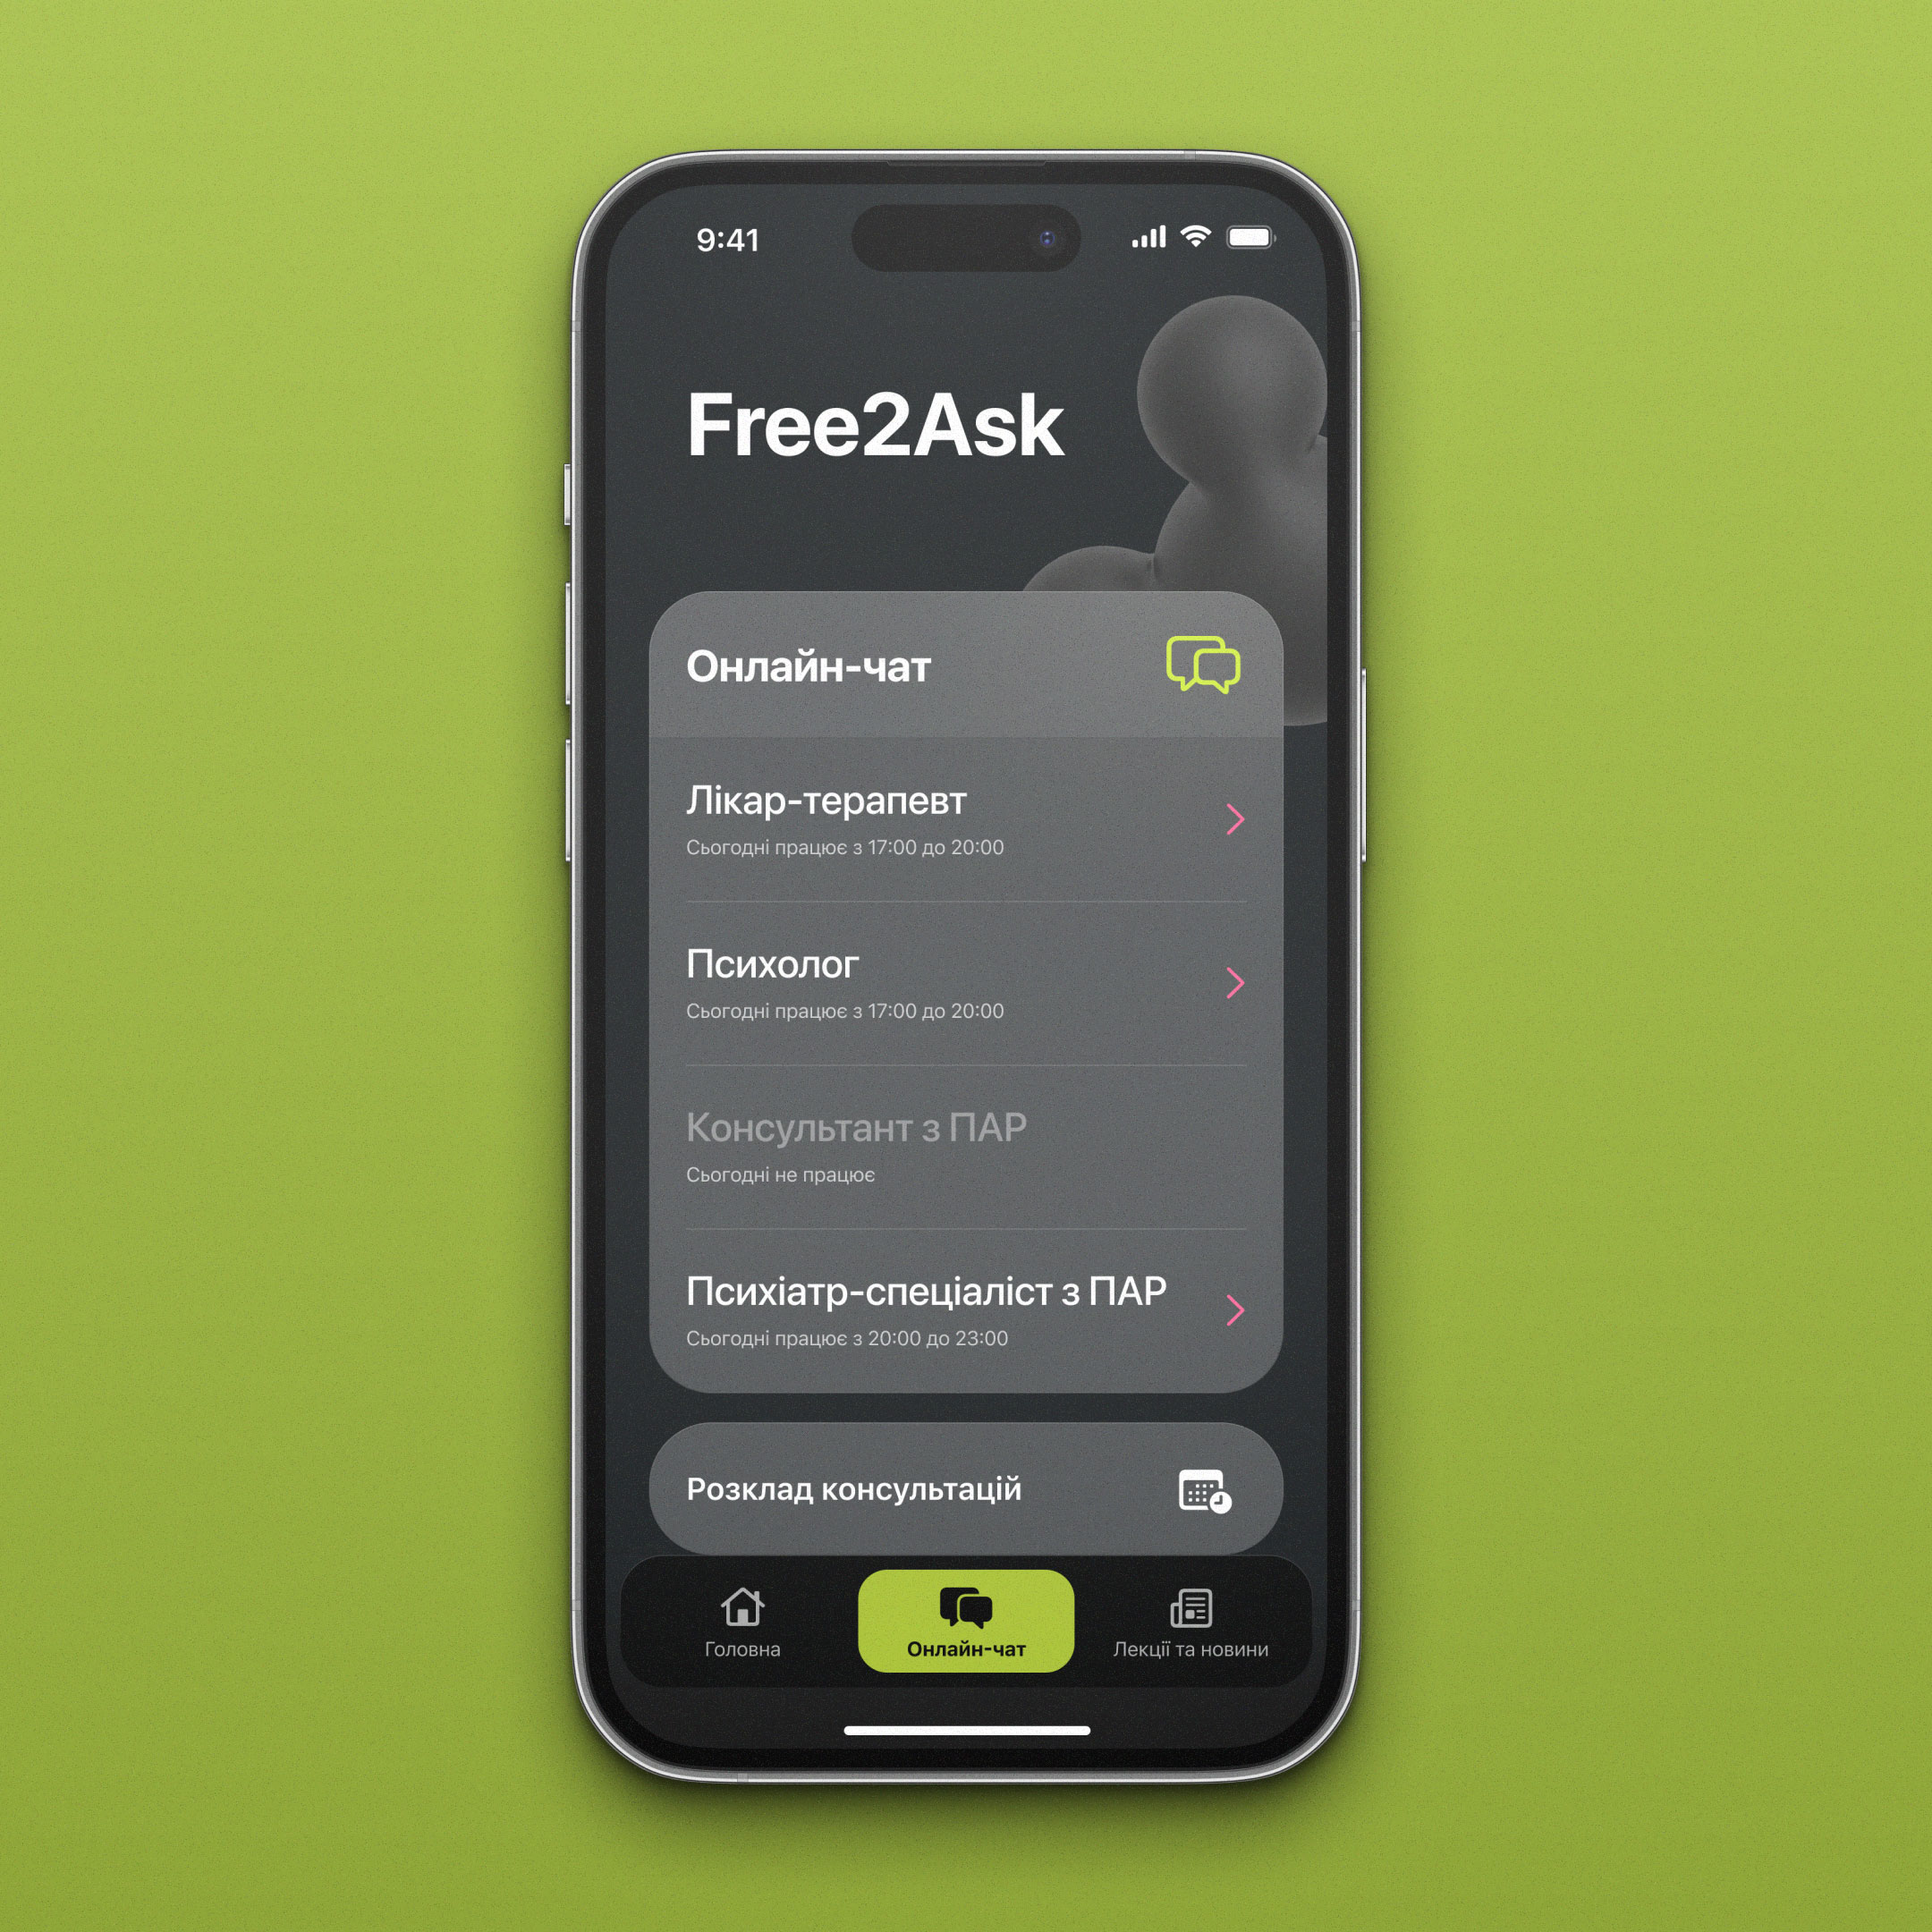 9:41
Free2Ask
Онлайн-чат
Лікар-терапевт
Сьогодні працює з 17:00 до 20:00
Психолог
Сьогодні працює з 17:00 до 20:00
Консультант з ПАР
Сьогодні не працює
Психіатр-спеціаліст з ПАР
Сьогодні працює з 20:00 до 23:00
Розклад консультацій
Головна
Онлайн-чат
Лекції та новини